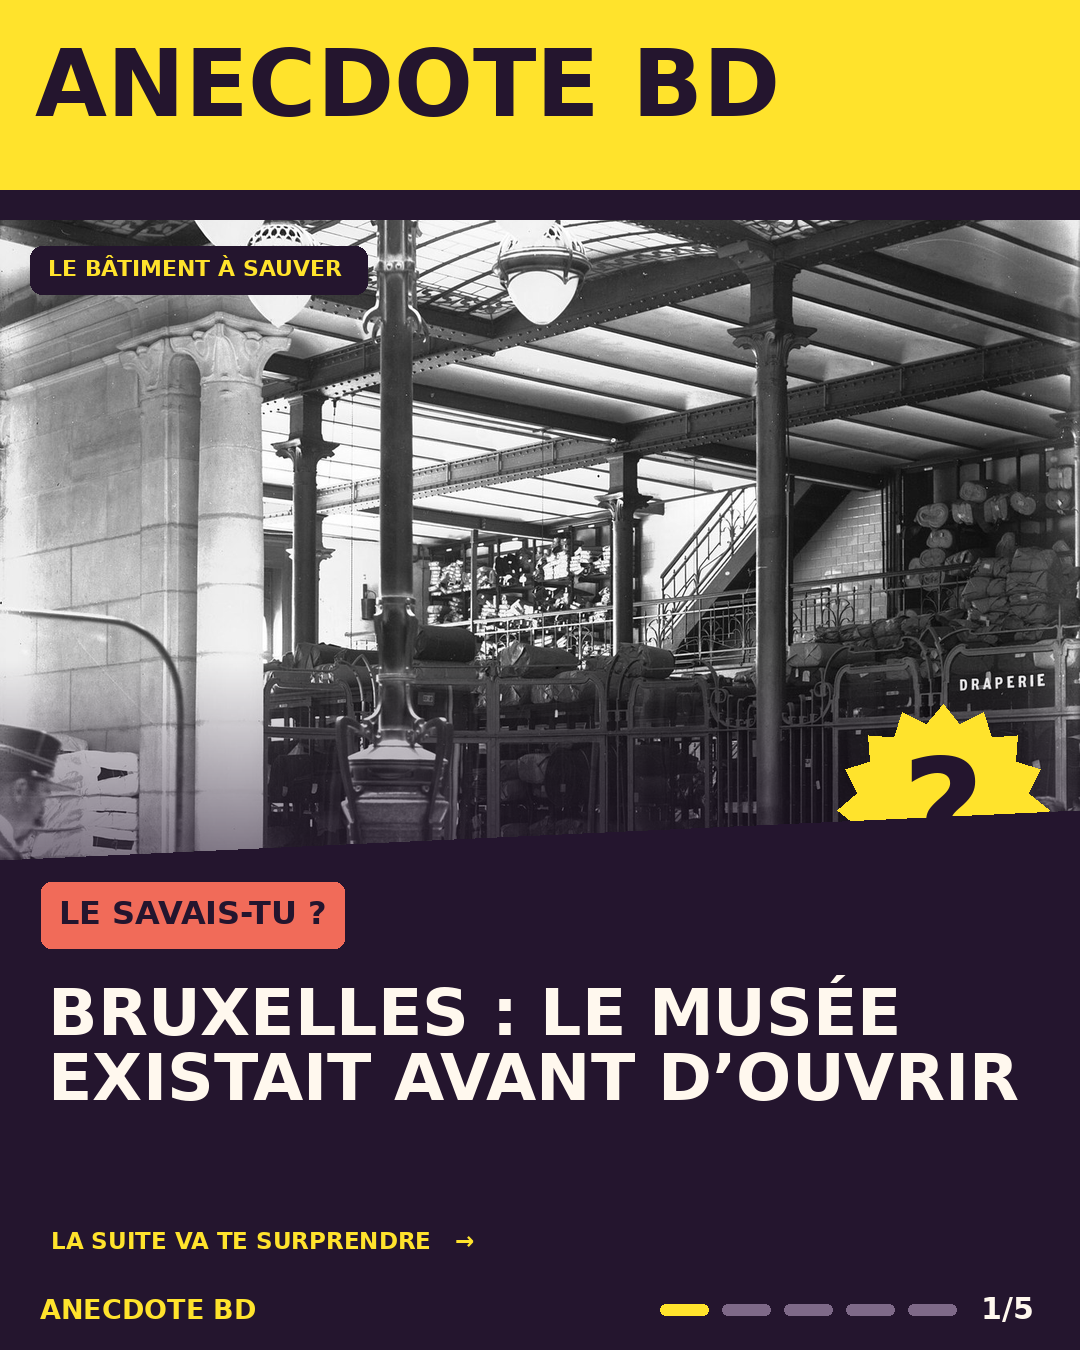 ANECDOTE BD
LE BÂTIMENT À SAUVER
DRAPERIE
?
LE SAVAIS-TU ?
BRUXELLES : LE MUSÉE
EXISTAIT AVANT D’OUVRIR
LA SUITE VA TE SURPRENDRE →
ANECDOTE BD
1/5